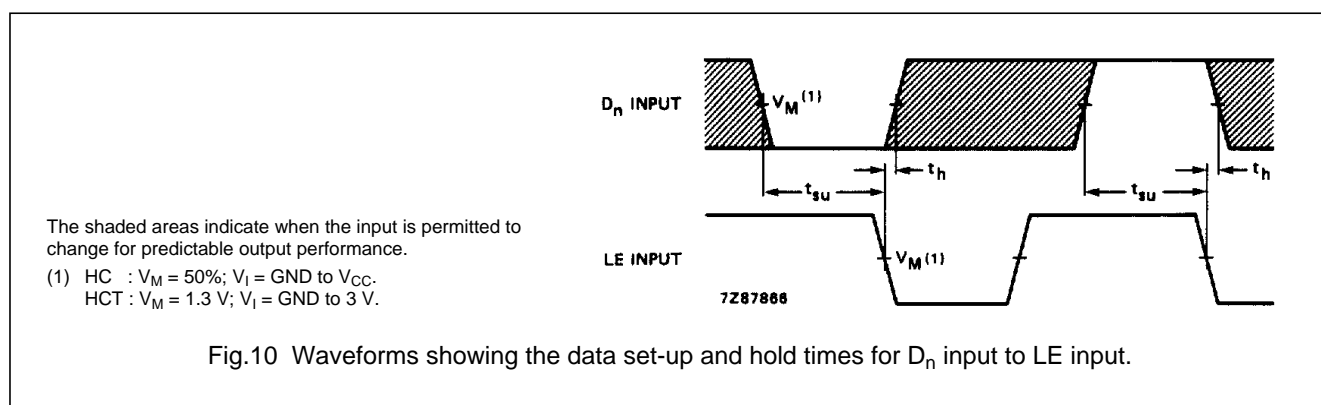 Dn INPUT
VM(1)
th
th
tsu
tsu
The shaded areas indicate when the input is permitted to
change for predictable output performance.
(1) HC : VM = 50%; VI = GND to VCC.
HCT : VM = 1.3 V; VI = GND to 3 V.
LE INPUT
VM(1)
7Z87866
Fig.10 Waveforms showing the data set-up and hold times for Dn input to LE input.